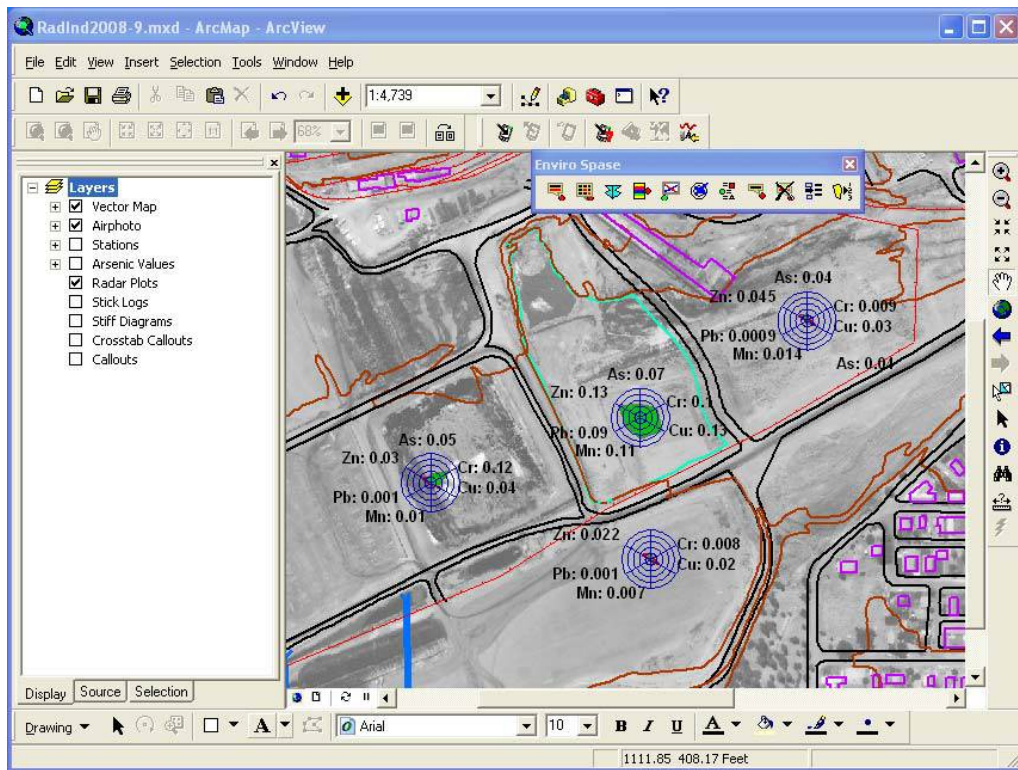 RadInd2008-9.mxd - ArcMap - ArcView
File Edit View Insert Selection Tools Window Help
1:4,739
68%
Enviro Spase
Layers
Vector Map
Airphoto
Stations
Arsenic Values
Radar Plots
Stick Logs
Stiff Diagrams
Crosstab Callouts
Callouts
As: 0.04
Zn: 0.045
Cr: 0.009
Pb: 0.0009
Cu: 0.03
Mn: 0.014
As: 0.04
As: 0.07
Zn: 0.13
Cr: 0.1
Pb: 0.09
Cu: 0.13
Mn: 0.11
As: 0.05
Zn: 0.03
Cr: 0.12
Pb: 0.001
Cu: 0.04
Mn: 0.01
Zn: 0.022
Cr: 0.008
Pb: 0.001
Cu: 0.02
Mn: 0.007
Display Source Selection
Drawing A Arial 10 B I U A
1111.85 408.17 Feet